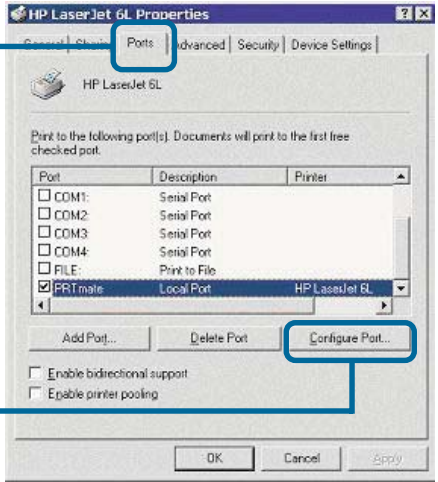 HP LaserJet 6L Properties
General Sharing Ports Advanced Security Device Settings
HP LaserJet 6L
Print to the following port(s). Documents will print to the first free
checked port.
Port Description Printer
COM1: Serial Port
COM2: Serial Port
COM3: Serial Port
COM4: Serial Port
FILE: Print to File
PRTmate Local Port HP LaserJet 6L
Add Port... Delete Port Configure Port...
Enable bidirectional support
Enable printer pooling
OK Cancel Apply